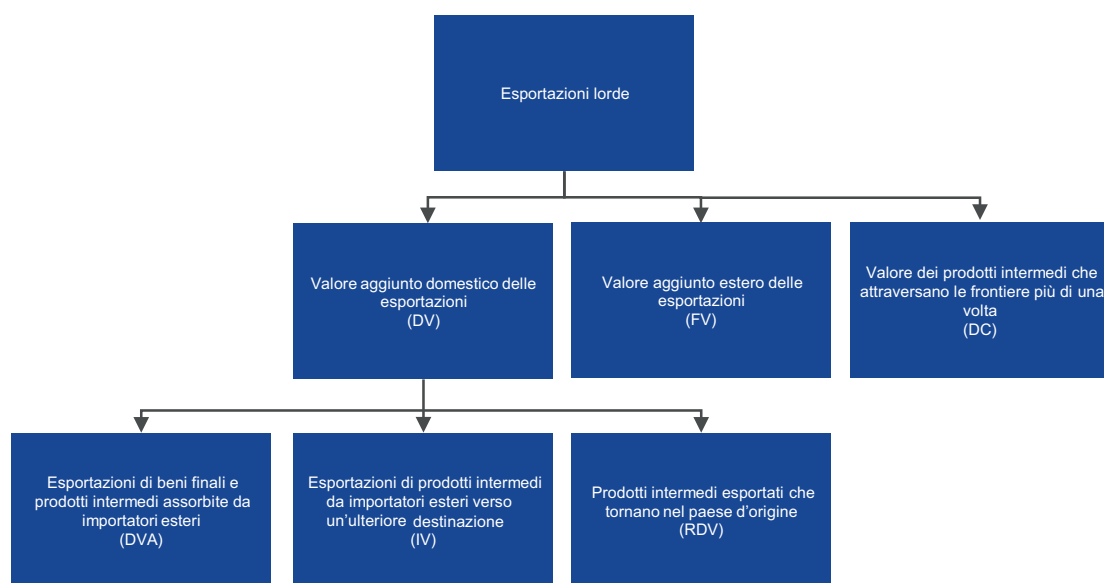 Esportazioni lorde
Valore aggiunto domestico delle
esportazioni
(DV)
Valore aggiunto estero delle
esportazioni
(FV)
Valore dei prodotti intermedi che
attraversano le frontiere più di una
volta
(DC)
Esportazioni di beni finali e
prodotti intermedi assorbite da
importatori esteri
(DVA)
Esportazioni di prodotti intermedi
da importatori esteri verso
un’ulteriore destinazione
(IV)
Prodotti intermedi esportati che
tornano nel paese d’origine
(RDV)